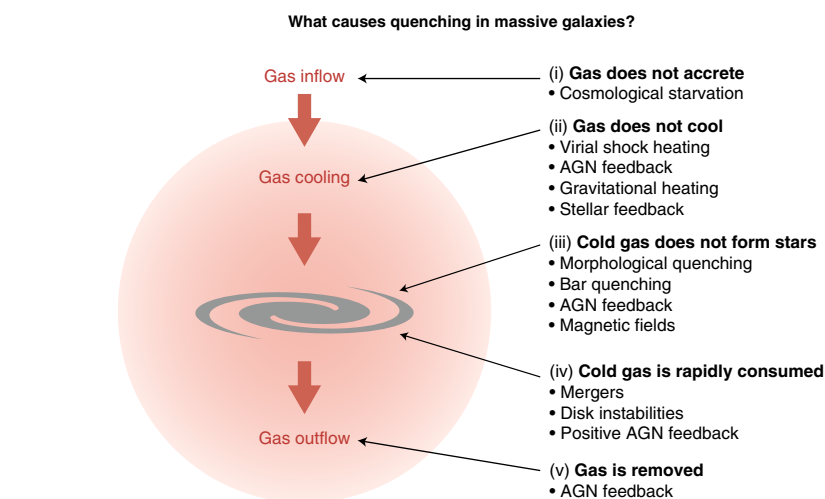 What causes quenching in massive galaxies?
Gas inflow
(i) Gas does not accrete
• Cosmological starvation
(ii) Gas does not cool
• Virial shock heating
• AGN feedback
• Gravitational heating
• Stellar feedback
Gas cooling
(iii) Cold gas does not form stars
• Morphological quenching
• Bar quenching
• AGN feedback
• Magnetic fields
(iv) Cold gas is rapidly consumed
• Mergers
• Disk instabilities
• Positive AGN feedback
Gas outflow
(v) Gas is removed
• AGN feedback